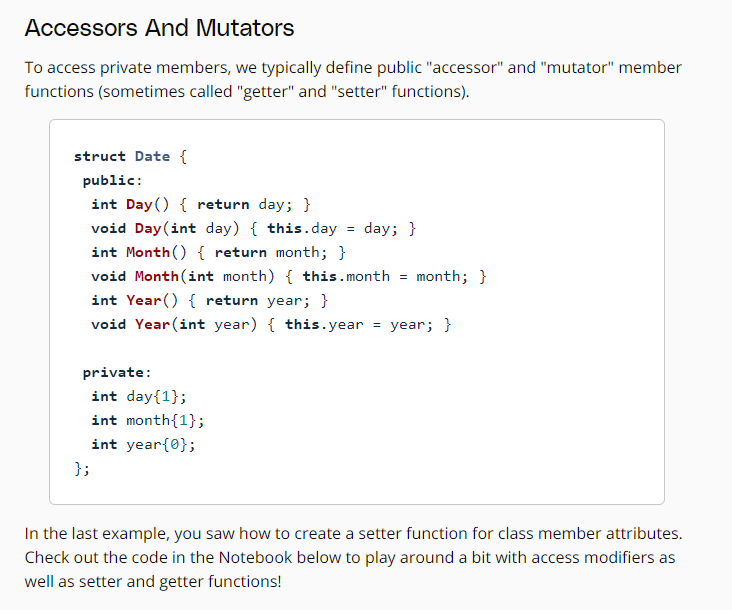 Accessors And Mutators
To access private members, we typically define public "accessor" and "mutator" member
functions (sometimes called "getter" and "setter" functions).
struct Date {
 public:
  int Day() { return day; }
  void Day(int day) { this.day = day; }
  int Month() { return month; }
  void Month(int month) { this.month = month; }
  int Year() { return year; }
  void Year(int year) { this.year = year; }
 private:
  int day{1};
  int month{1};
  int year{0};
};
In the last example, you saw how to create a setter function for class member attributes.
Check out the code in the Notebook below to play around a bit with access modifiers as
well as setter and getter functions!